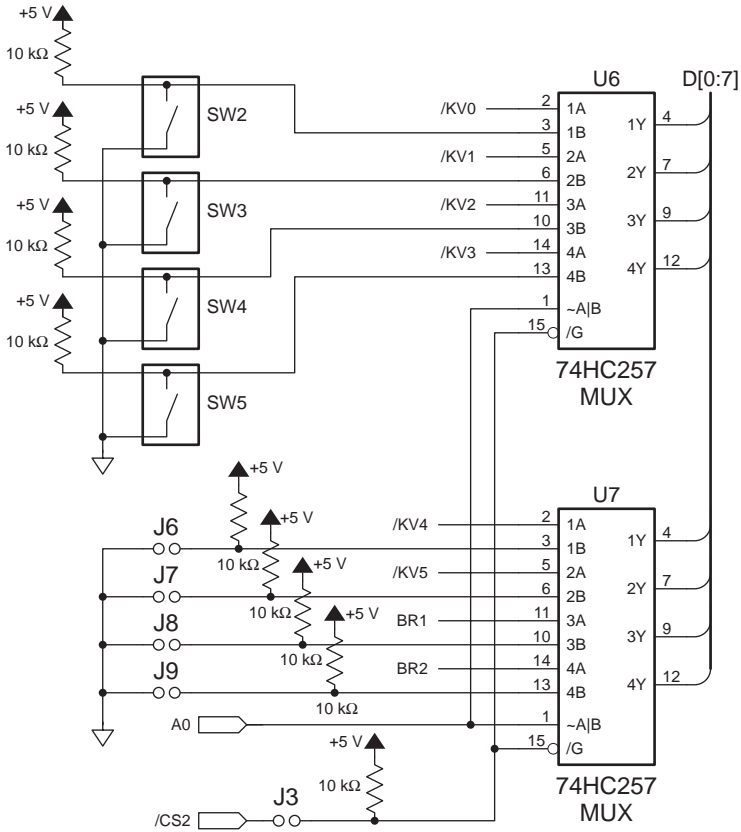 +5 V
10 kΩ
SW2
+5 V
10 kΩ
SW3
+5 V
10 kΩ
SW4
+5 V
10 kΩ
SW5
U6
D[0:7]
/KV0 2 1A
3 1B
1Y 4
/KV1 5 2A
6 2B
2Y 7
/KV2 11 3A
10 3B
3Y 9
/KV3 14 4A
13 4B
4Y 12
1 ~A|B
15 /G
74HC257
MUX
+5 V
10 kΩ
+5 V
10 kΩ
+5 V
10 kΩ
+5 V
10 kΩ
J6
J7
J8
J9
U7
/KV4 2 1A
3 1B
1Y 4
/KV5 5 2A
6 2B
2Y 7
BR1 11 3A
10 3B
3Y 9
BR2 14 4A
13 4B
4Y 12
A0 1 ~A|B
15 /G
74HC257
MUX
+5 V
10 kΩ
J3
/CS2